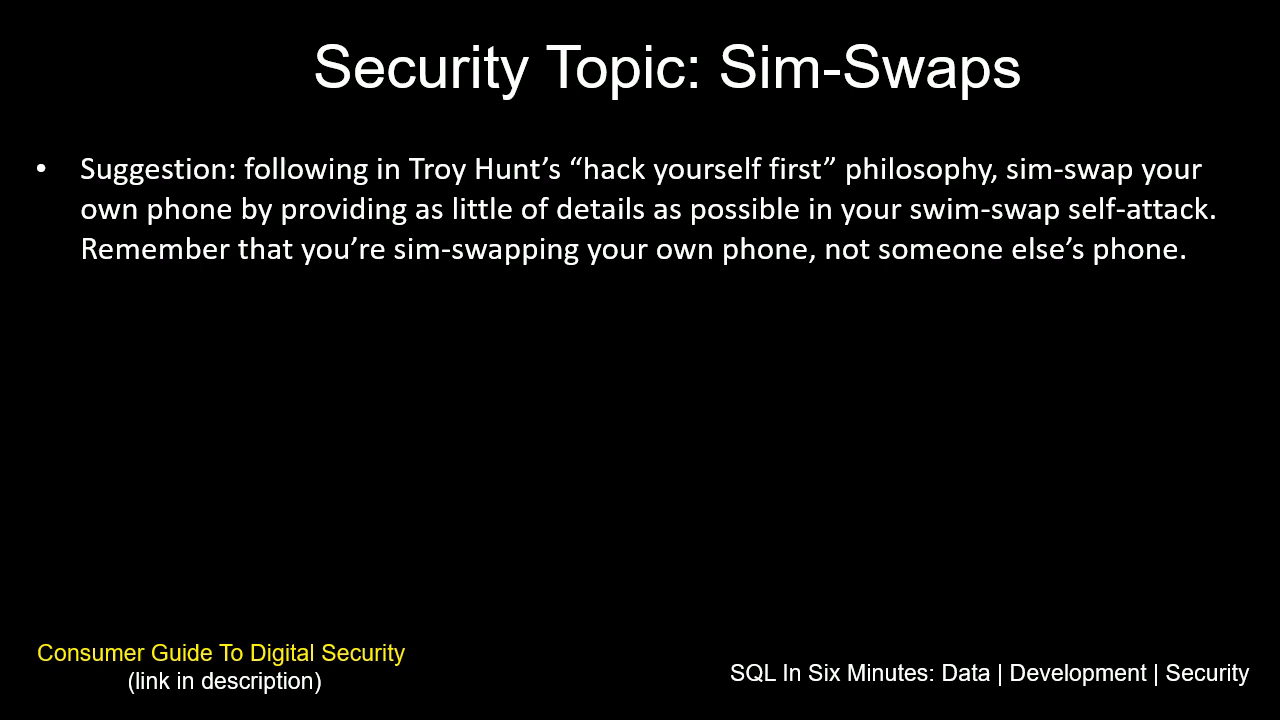 Security Topic: Sim-Swaps
• Suggestion: following in Troy Hunt’s “hack yourself first” philosophy, sim-swap your
own phone by providing as little of details as possible in your swim-swap self-attack.
Remember that you’re sim-swapping your own phone, not someone else’s phone.
Consumer Guide To Digital Security
(link in description)
SQL In Six Minutes: Data | Development | Security